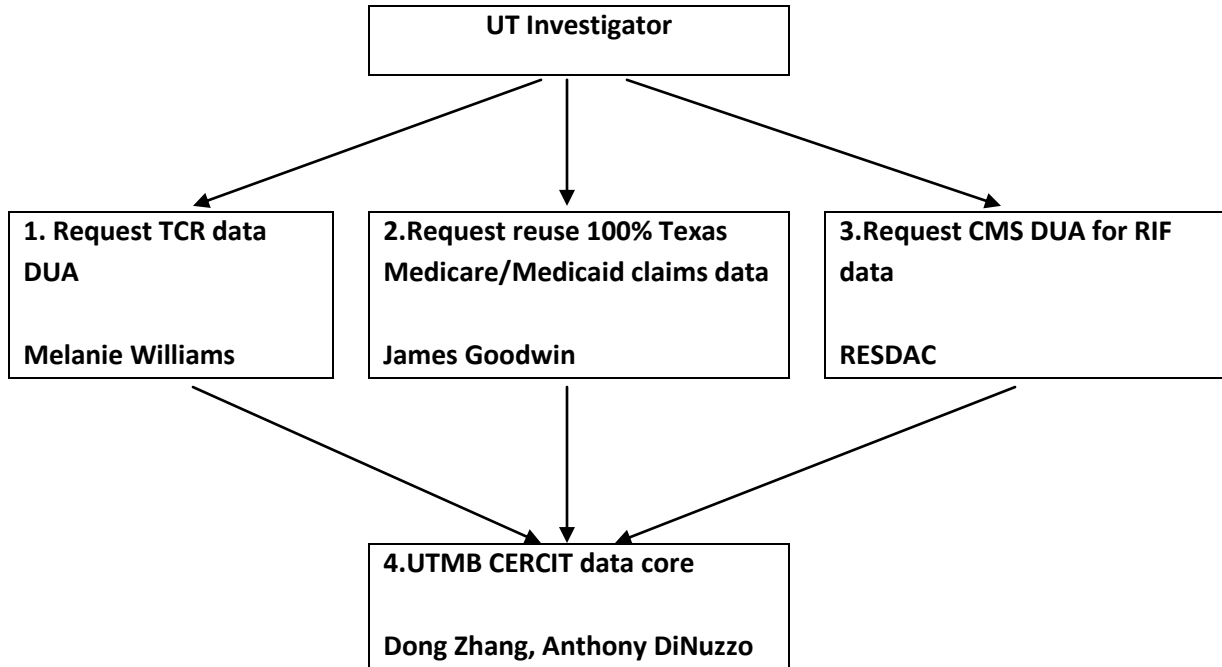 UT Investigator
1. Request TCR data
DUA
Melanie Williams
2.Request reuse 100% Texas
Medicare/Medicaid claims data
James Goodwin
3.Request CMS DUA for RIF
data
RESDAC
4.UTMB CERCIT data core
Dong Zhang, Anthony DiNuzzo